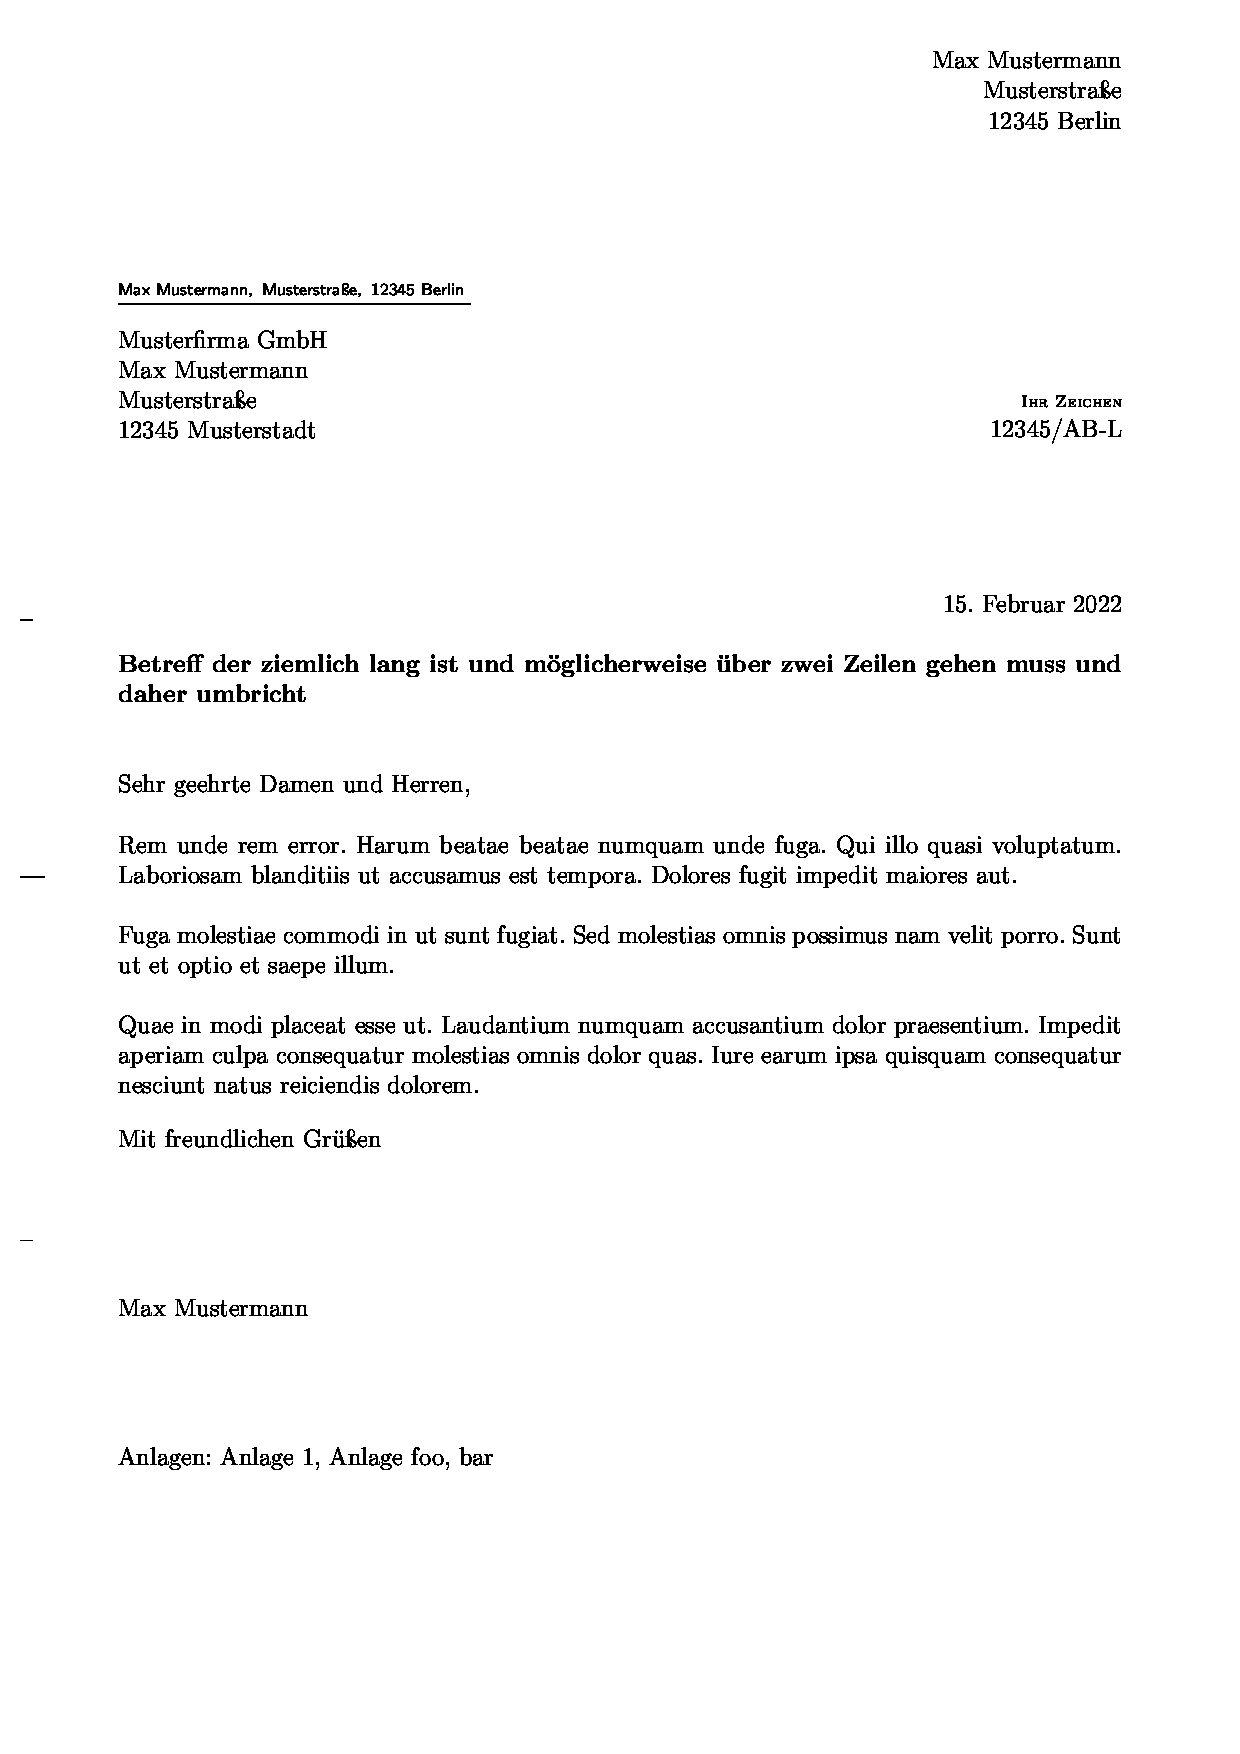 Max Mustermann
Musterstraße
12345 Berlin
Max Mustermann, Musterstraße, 12345 Berlin
Musterfirma GmbH
Max Mustermann
Musterstraße
12345 Musterstadt
Ihr Zeichen
12345/AB-L
15. Februar 2022
Betreff der ziemlich lang ist und möglicherweise über zwei Zeilen gehen muss und
daher umbricht
Sehr geehrte Damen und Herren,
Rem unde rem error. Harum beatae beatae numquam unde fuga. Qui illo quasi voluptatum.
Laboriosam blanditiis ut accusamus est tempora. Dolores fugit impedit maiores aut.
Fuga molestiae commodi in ut sunt fugiat. Sed molestias omnis possimus nam velit porro. Sunt
ut et optio et saepe illum.
Quae in modi placeat esse ut. Laudantium numquam accusantium dolor praesentium. Impedit
aperiam culpa consequatur molestias omnis dolor quas. Iure earum ipsa quisquam consequatur
nesciunt natus reiciendis dolorem.
Mit freundlichen Grüßen
Max Mustermann
Anlagen: Anlage 1, Anlage foo, bar